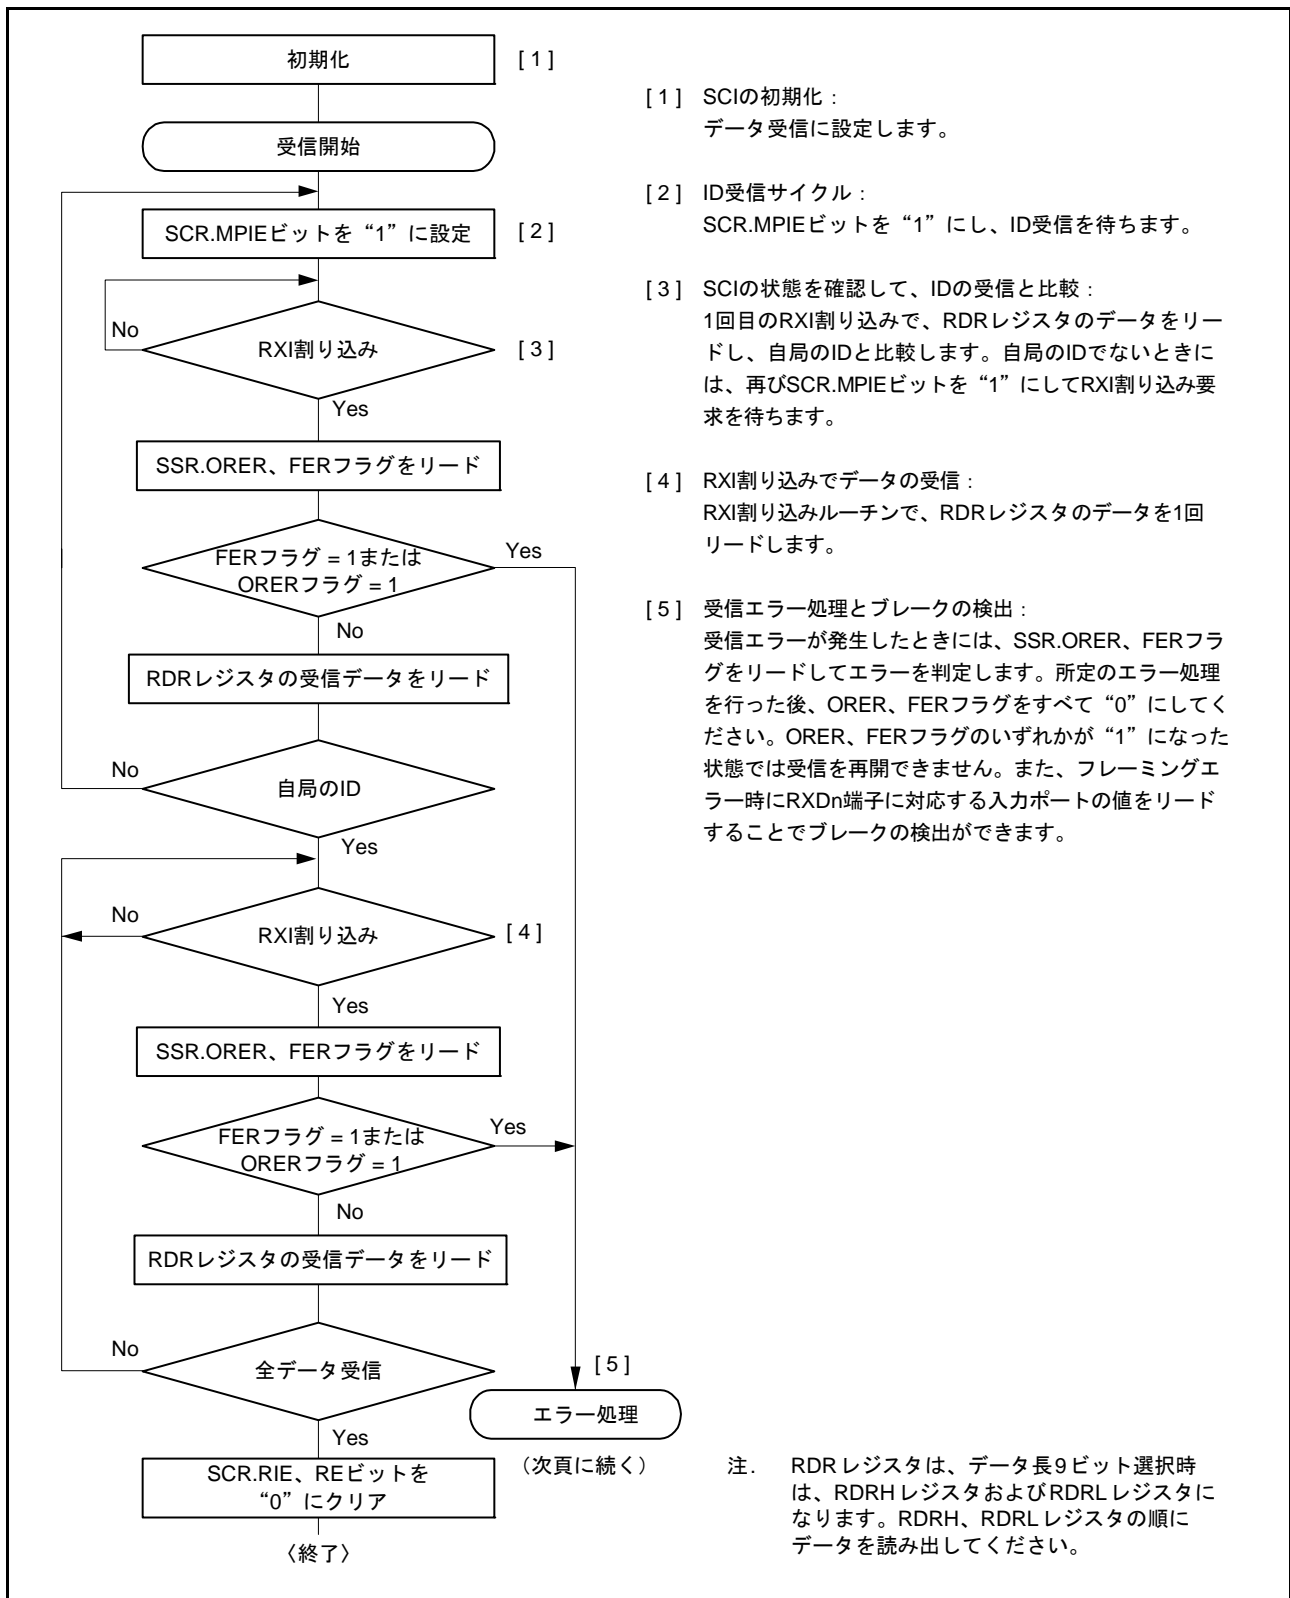 初期化
[ 1 ]
受信開始
SCR.MPIEビットを“1”に設定
[ 2 ]
No
RXI割り込み
[ 3 ]
Yes
SSR.ORER、FERフラグをリード
FERフラグ = 1または
ORERフラグ = 1
Yes
No
RDRレジスタの受信データをリード
No
自局のID
Yes
No
RXI割り込み
[ 4 ]
Yes
SSR.ORER、FERフラグをリード
FERフラグ = 1または
ORERフラグ = 1
Yes
No
RDRレジスタの受信データをリード
No
全データ受信
[ 5 ]
エラー処理
Yes
(次頁に続く)
SCR.RIE、REビットを
“0”にクリア
〈終了〉
[ 1 ] SCIの初期化：
データ受信に設定します。
[ 2 ] ID受信サイクル：
SCR.MPIEビットを“1”にし、ID受信を待ちます。
[ 3 ] SCIの状態を確認して、IDの受信と比較：
1回目のRXI割り込みで、RDRレジスタのデータをリー
ドし、自局のIDと比較します。自局のIDでないときに
は、再びSCR.MPIEビットを“1”にしてRXI割り込み要
求を待ちます。
[ 4 ] RXI割り込みでデータの受信：
RXI割り込みルーチンで、RDRレジスタのデータを1回
リードします。
[ 5 ] 受信エラー処理とブレークの検出：
受信エラーが発生したときには、SSR.ORER、FERフラ
グをリードしてエラーを判定します。所定のエラー処理
を行った後、ORER、FERフラグをすべて“0”にしてく
ださい。ORER、FERフラグのいずれかが“1”になった
状態では受信を再開できません。また、フレーミングエ
ラー時にRXDn端子に対応する入力ポートの値をリード
することでブレークの検出ができます。
注. RDRレジスタは、データ長9ビット選択時
は、RDRHレジスタおよびRDRLレジスタに
なります。RDRH、RDRLレジスタの順に
データを読み出してください。